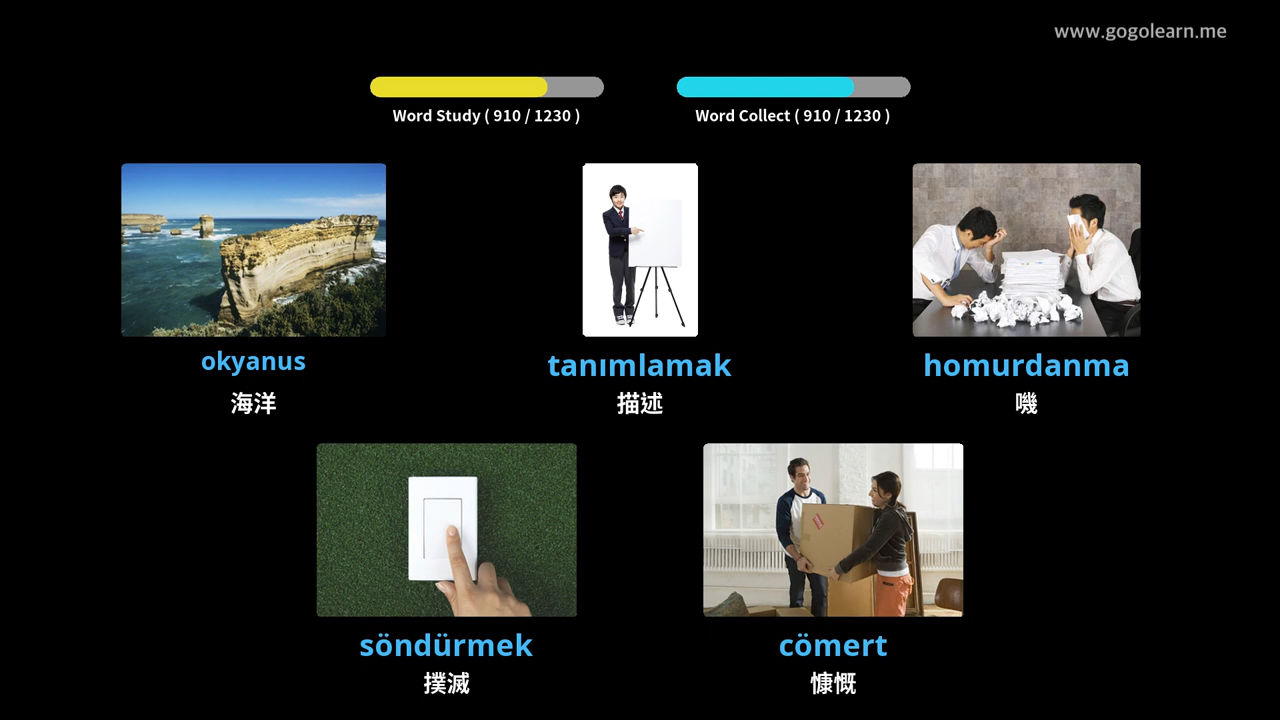 www.gogolearn.me
Word Study ( 910 / 1230 )
Word Collect ( 910 / 1230 )
okyanus
海洋
tanımlamak
描述
homurdanma
嘰
söndürmek
撲滅
cömert
慷慨